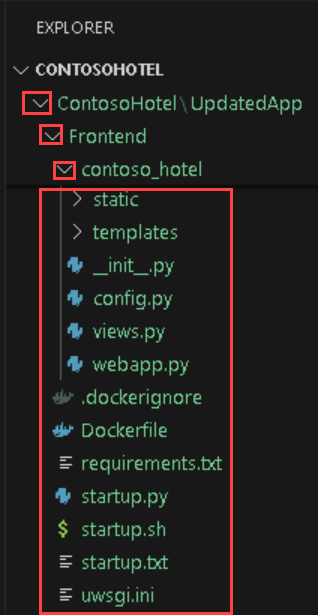 EXPLORER
CONTOSOHOTEL
ContosoHotel\UpdatedApp
Frontend
contoso_hotel
static
templates
__init__.py
config.py
views.py
webapp.py
.dockerignore
Dockerfile
requirements.txt
startup.py
$ startup.sh
startup.txt
uwsgi.ini